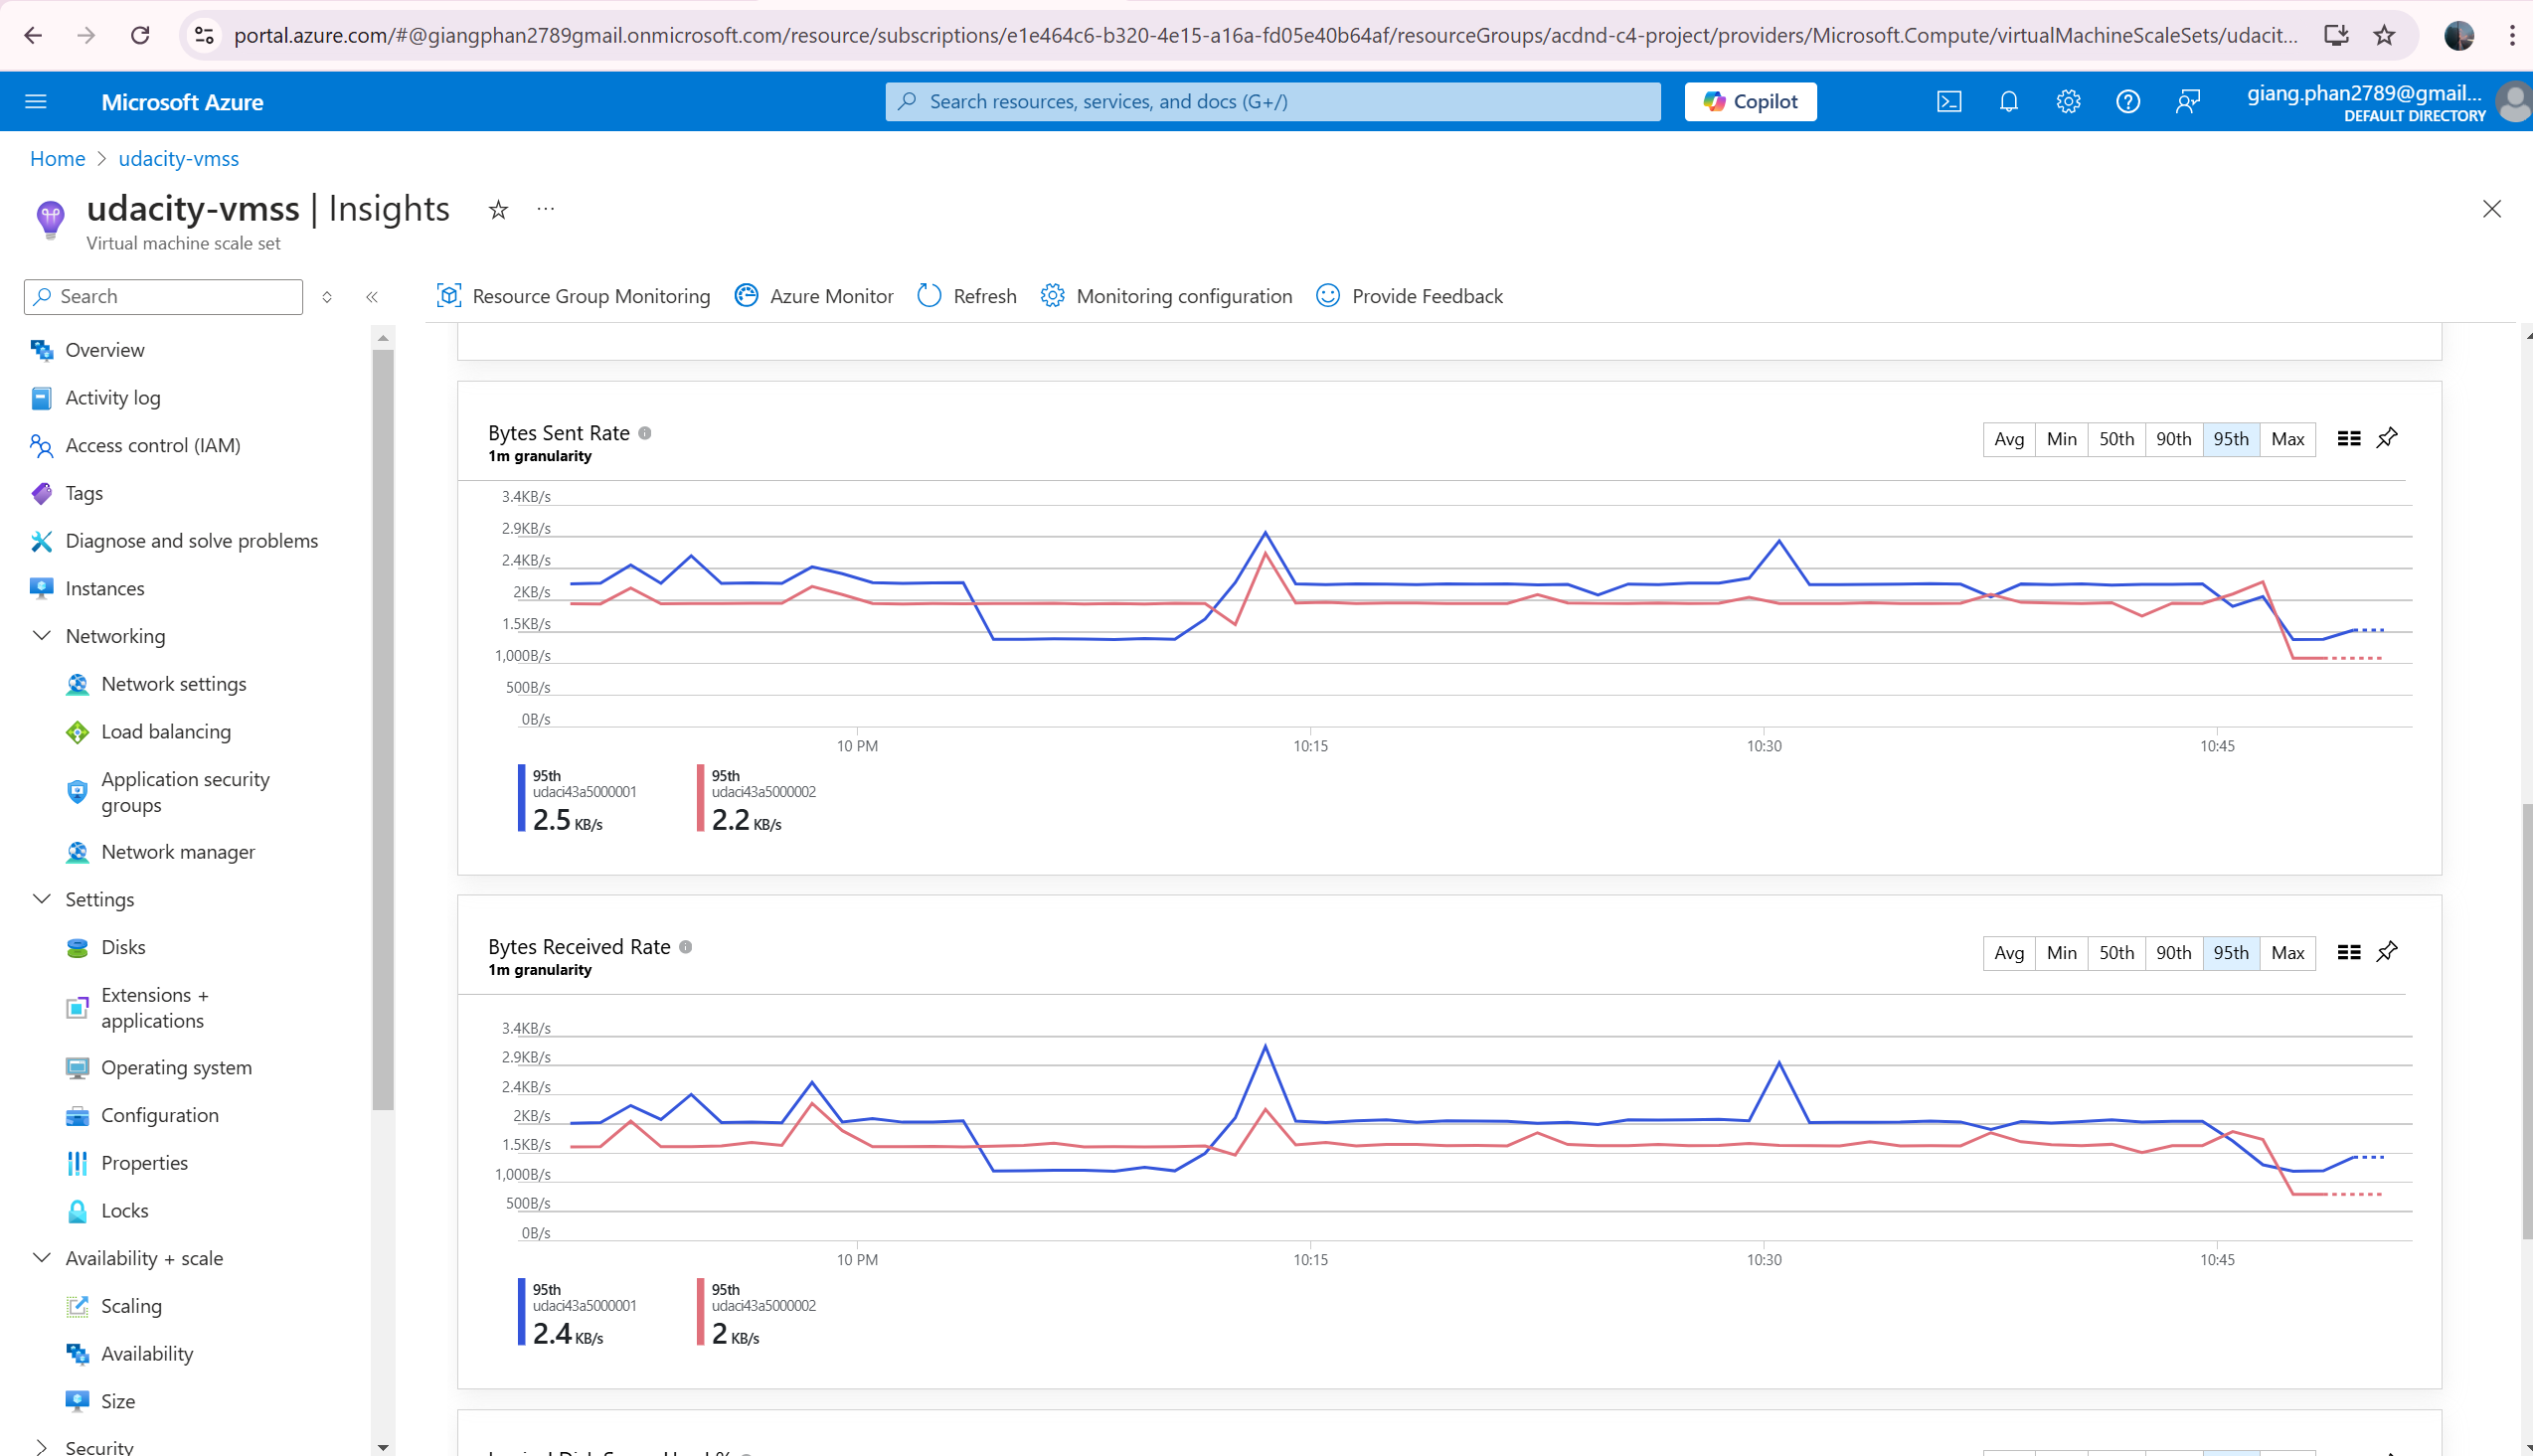 portal.azure.com/#@giangphan2789gmail.onmicrosoft.com/resource/subscriptions/e1e464c6-b320-4e15-a16a-fd05e40b64af/resourceGroups/acdnd-c4-project/providers/Microsoft.Compute/virtualMachineScaleSets/udacit...
Microsoft Azure
Search resources, services, and docs (G+/)
Copilot
giang.phan2789@gmail...
DEFAULT DIRECTORY
Home > udacity-vmss
udacity-vmss | Insights
Virtual machine scale set
Search
Resource Group Monitoring
Azure Monitor
Refresh
Monitoring configuration
Provide Feedback
Overview
Activity log
Access control (IAM)
Tags
Diagnose and solve problems
Instances
Networking
Network settings
Load balancing
Application security
groups
Network manager
Settings
Disks
Extensions +
applications
Operating system
Configuration
Properties
Locks
Availability + scale
Scaling
Availability
Size
Security
Bytes Sent Rate
1m granularity
Avg Min 50th 90th 95th Max
3.4KB/s
2.9KB/s
2.4KB/s
2KB/s
1.5KB/s
1,000B/s
500B/s
0B/s
10 PM 10:15 10:30 10:45
95th
udaci43a5000001
2.5 KB/s
95th
udaci43a5000002
2.2 KB/s
Bytes Received Rate
1m granularity
Avg Min 50th 90th 95th Max
3.4KB/s
2.9KB/s
2.4KB/s
2KB/s
1.5KB/s
1,000B/s
500B/s
0B/s
10 PM 10:15 10:30 10:45
95th
udaci43a5000001
2.4 KB/s
95th
udaci43a5000002
2 KB/s